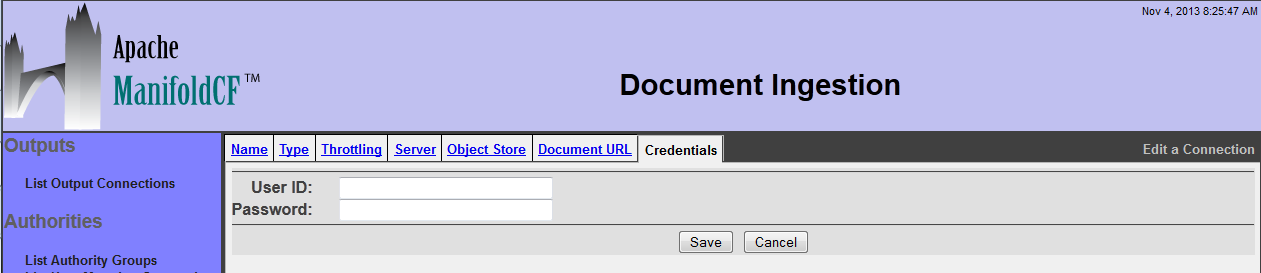 Nov 4, 2013 8:25:47 AM
Apache
ManifoldCF™
Document Ingestion
Outputs
List Output Connections
Authorities
List Authority Groups
Name Type Throttling Server Object Store Document URL Credentials Edit a Connection
User ID:
Password:
Save Cancel